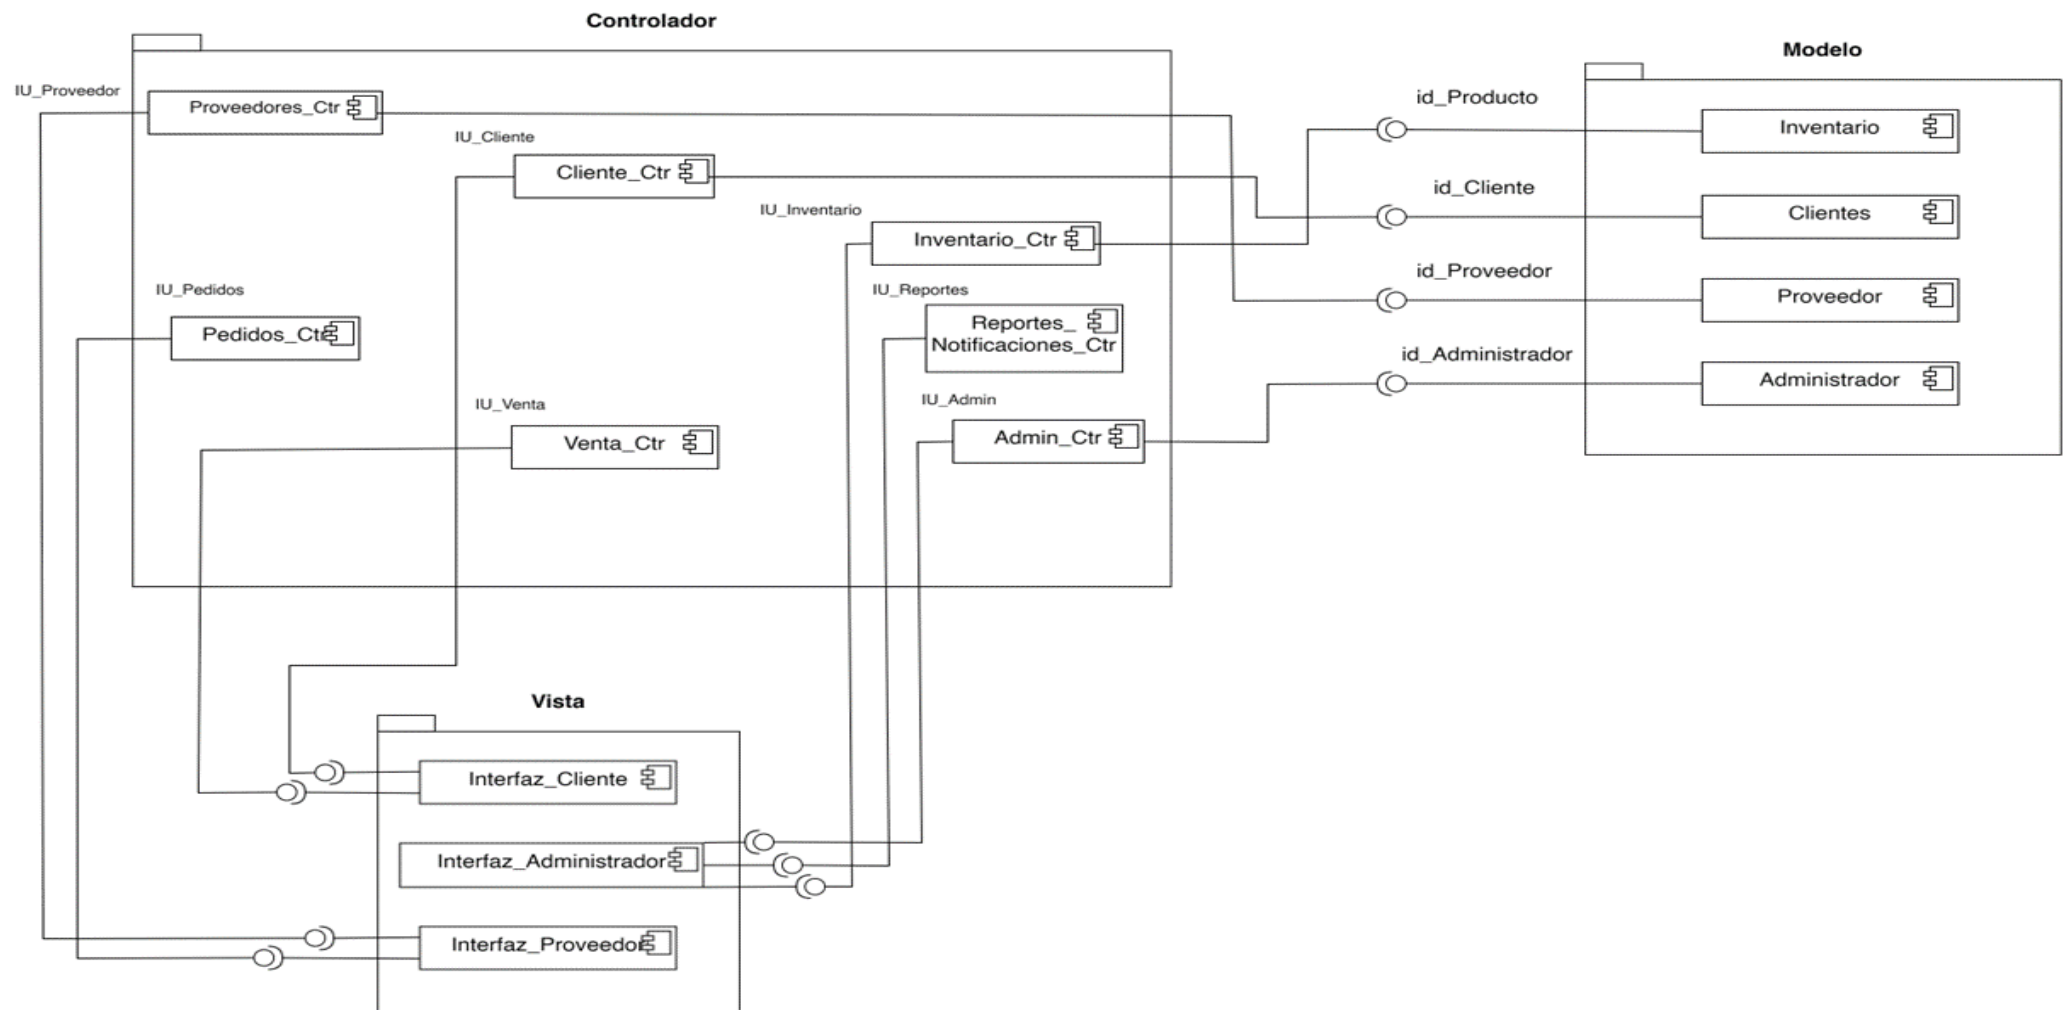 Controlador
Modelo
IU_Proveedor
Proveedores_Ctr
id_Producto
Inventario
IU_Cliente
Cliente_Ctr
id_Cliente
Clientes
IU_Inventario
Inventario_Ctr
id_Proveedor
Proveedor
IU_Pedidos
Pedidos_Ctr
IU_Reportes
Reportes_
Notificaciones_Ctr
id_Administrador
Administrador
IU_Venta
Venta_Ctr
IU_Admin
Admin_Ctr
Vista
Interfaz_Cliente
Interfaz_Administrador
Interfaz_Proveedor